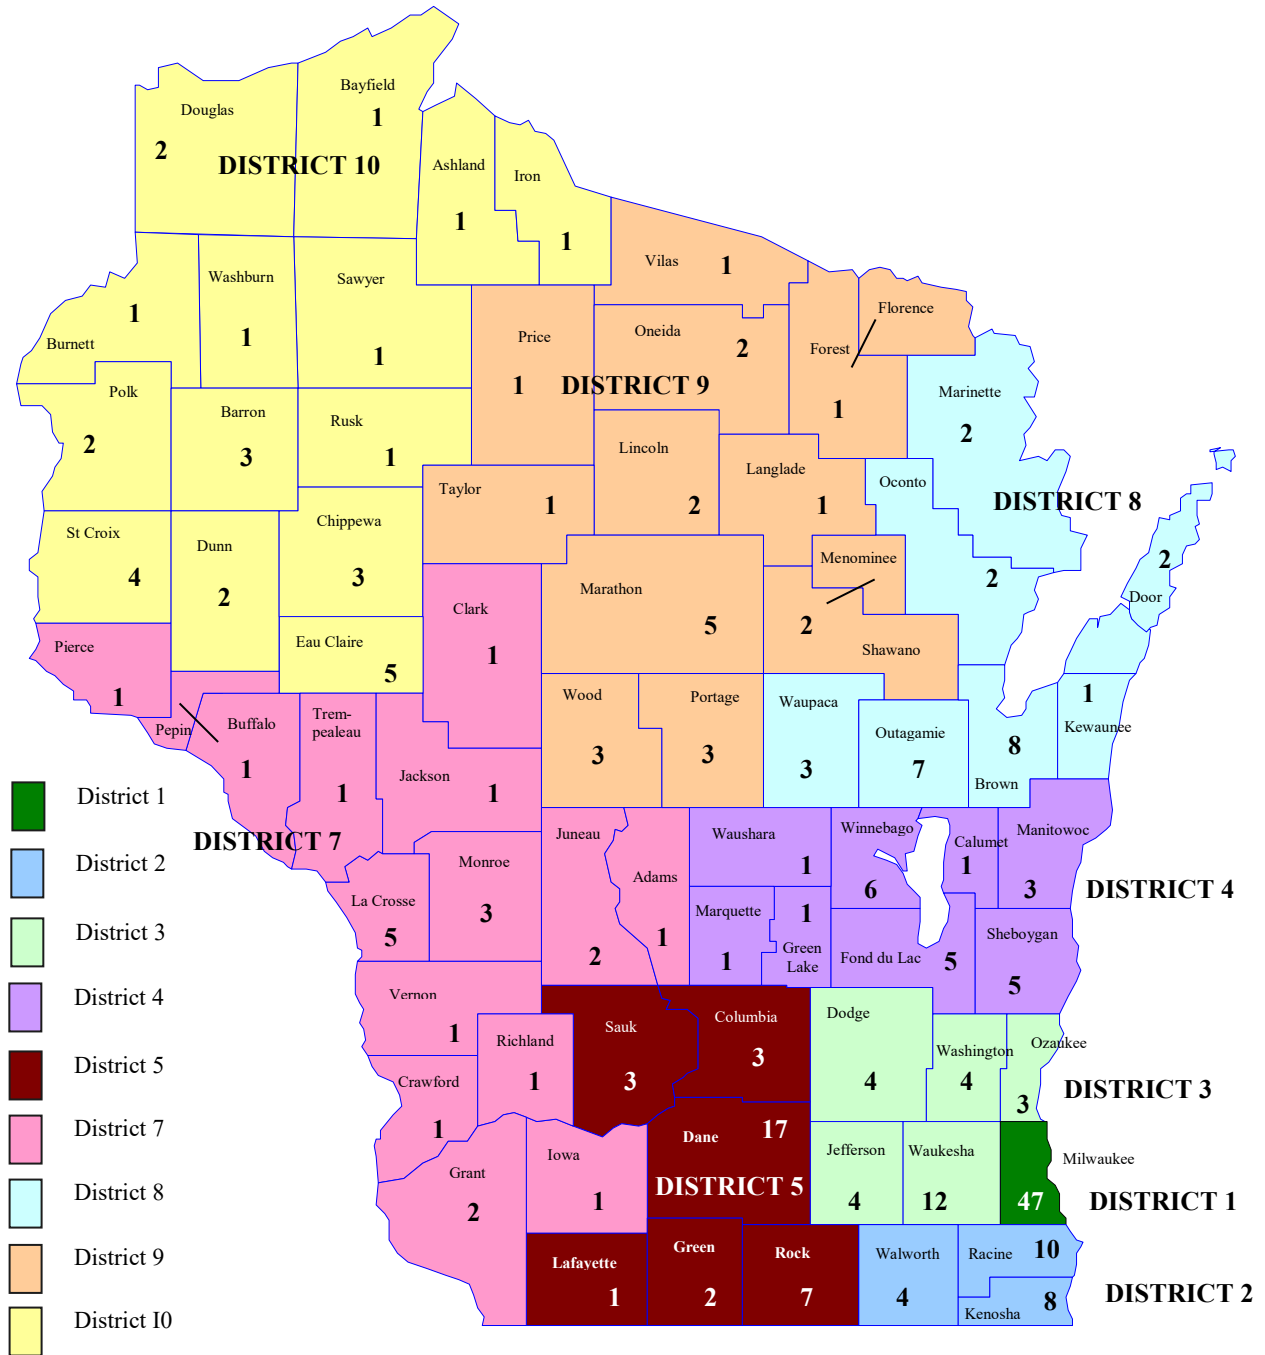 Douglas
2
Bayfield
1
DISTRICT 10
Ashland
1
Iron
1
Vilas
1
Florence
Burnett
1
Washburn
1
Sawyer
1
Price
1
Oneida
2
Forest
1
DISTRICT 9
Marinette
2
Polk
2
Barron
3
Rusk
1
Taylor
1
Lincoln
2
Langlade
1
Oconto
2
DISTRICT 8
St Croix
4
Dunn
2
Chippewa
3
Clark
1
Marathon
5
Menominee
2
Shawano
Door
2
Pierce
1
Eau Claire
5
Pepin
Buffalo
1
Trem-
pealeau
1
Jackson
1
Wood
3
Portage
3
Waupaca
3
Outagamie
7
8
Brown
1
Kewaunee
DISTRICT 7
La Crosse
5
Monroe
3
Juneau
2
Adams
1
Waushara
1
Winnebago
6
Calumet
1
Manitowoc
3
DISTRICT 4
Marquette
1
1
Green
Lake
Fond du Lac
5
Sheboygan
5
Vernon
1
Richland
1
Sauk
3
Columbia
3
Dodge
4
Washington
4
Ozaukee
3
DISTRICT 3
Crawford
1
Grant
2
Iowa
1
Dane
17
DISTRICT 5
Jefferson
4
Waukesha
12
Milwaukee
47
DISTRICT 1
Lafayette
1
Green
2
Rock
7
Walworth
4
Racine
10
Kenosha
8
DISTRICT 2
District 1
District 2
District 3
District 4
District 5
District 7
District 8
District 9
District I0